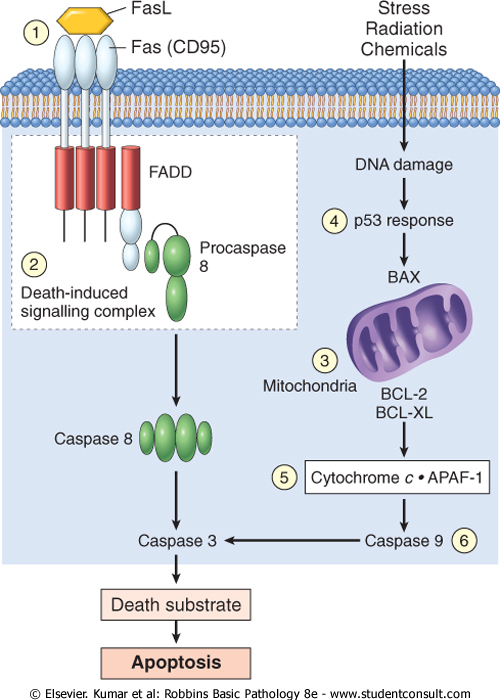 FasL
1
Fas (CD95)
Stress
Radiation
Chemicals
FADD
Procaspase
8
2
Death-induced
signalling complex
DNA damage
4 p53 response
BAX
3
Mitochondria
BCL-2
BCL-XL
5 Cytochrome c • APAF-1
Caspase 8
Caspase 3
Caspase 9 6
Death substrate
Apoptosis
© Elsevier. Kumar et al: Robbins Basic Pathology 8e - www.studentconsult.com